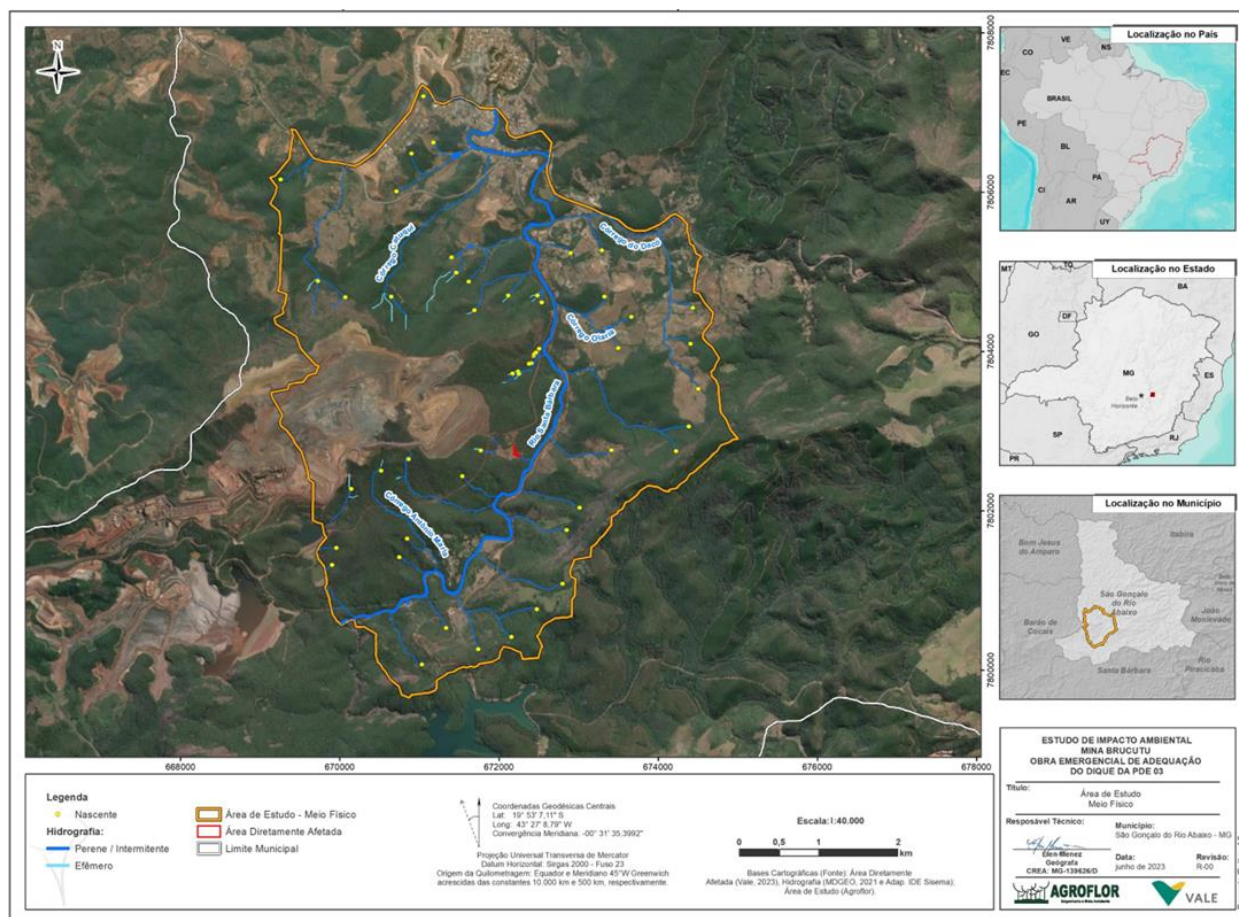 N
7808000
7806000
7804000
7802000
7800000
668000
670000
672000
674000
676000
678000
Córrego do Daco
Córrego Olaria
Rio Santa Bárbara
Córrego Antônio Maria
Localização no País
VE
NS
CO
EC
BRASIL
PE
BL
PA
CI
AR
UY
Localização no Estado
MT
TO
BA
DF
GO
MG
ES
Belo
Horizonte
SP
RJ
PR
Localização no Município
Bom Jesus
do Amparo
Itabira
São Gonçalo
do Rio
Abaixo
João
Monlevade
Barão de
Cocais
Santa Bárbara
Rio
Piracicaba
Legenda
Nascente
Hidrografia:
Perene / Intermitente
Efêmero
Área de Estudo - Meio Físico
Área Diretamente Afetada
Limite Municipal
Coordenadas Geodésicas Centrais
Lat: 19° 53' 7,11" S
Long: 43° 27' 8,79" W
Convergência Meridiana: -00° 31' 35,3992"
Projeção Universal Transversa de Mercator
Datum Horizontal: Sirgas 2000 - Fuso 23
Origem da Quilometragem: Equador e Meridiano 45°W Greenwich
acrescidas das constantes 10.000 km e 500 km, respectivamente.
Escala: 1:40.000
0 0,5 1 2
km
Bases Cartográficas (Fonte): Área Diretamente
Afetada (Vale, 2023), Hidrografia (MDGEO, 2021 e Adap. IDE Sisema);
Área de Estudo (Agroflor).
ESTUDO DE IMPACTO AMBIENTAL
MINA BRUCUTU
OBRA EMERGENCIAL DE ADEQUAÇÃO
DO DIQUE DA PDE 03
Título:
Área de Estudo
Meio Físico
Responsável Técnico:
Elen Menez
Geógrafa
CREA: MG-139626/D
Município:
São Gonçalo do Rio Abaixo - MG
Data:
junho de 2023
Revisão:
R-00
AGROFLOR
VALE